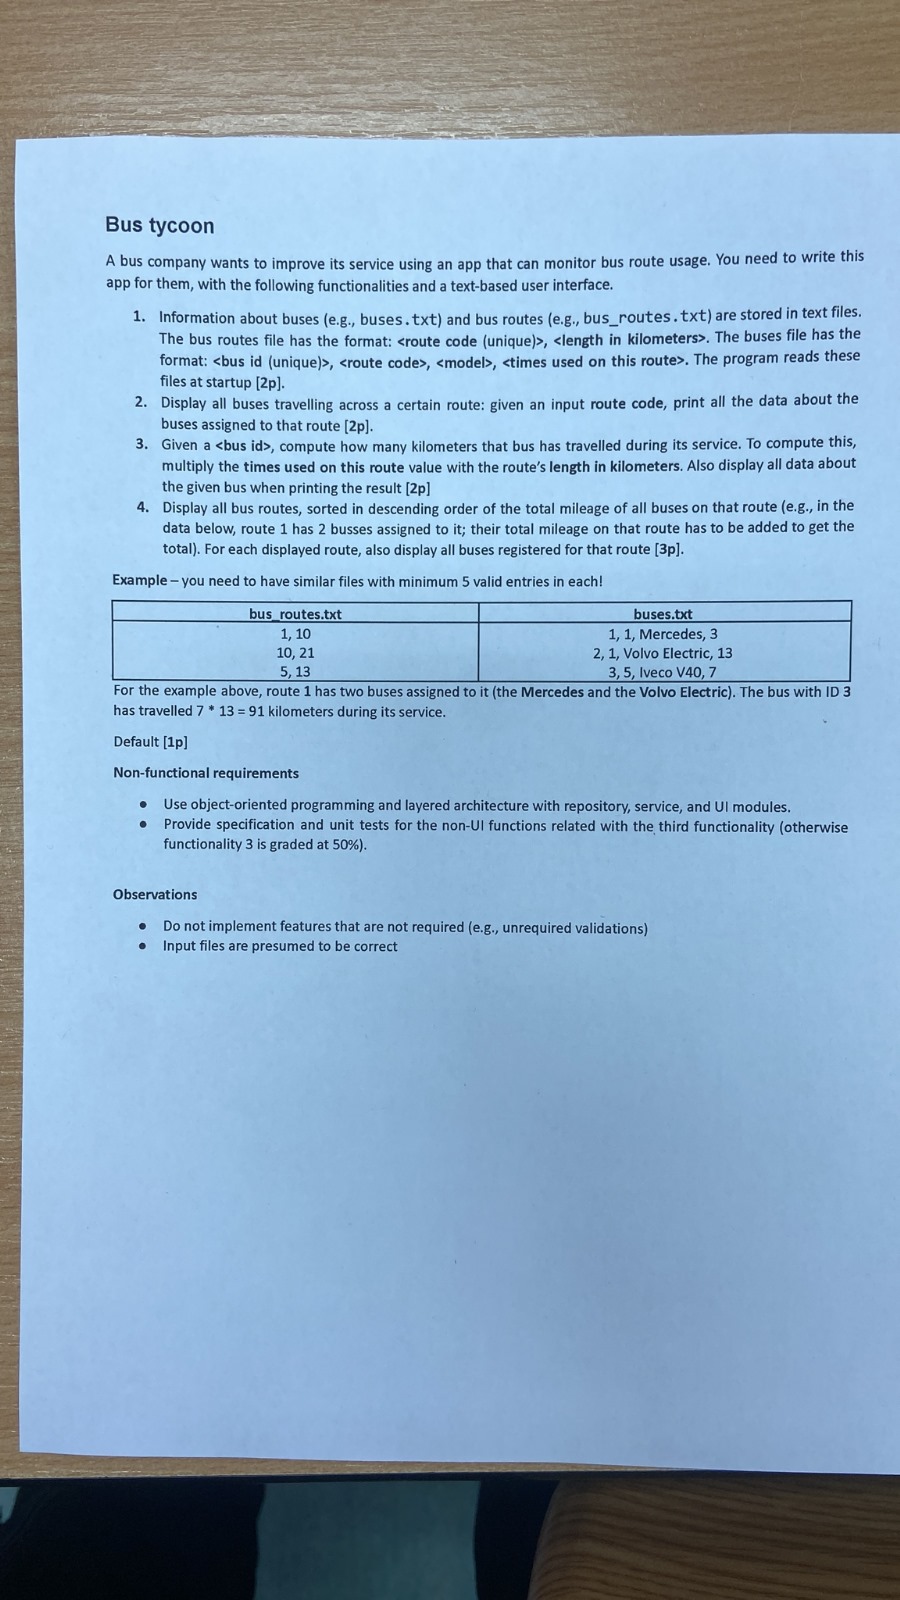 Bus tycoon
A bus company wants to improve its service using an app that can monitor bus route usage. You need to write this
app for them, with the following functionalities and a text-based user interface.
1. Information about buses (e.g., buses.txt) and bus routes (e.g., bus_routes.txt) are stored in text files.
The bus routes file has the format: <route code (unique)>, <length in kilometers>. The buses file has the
format: <bus id (unique)>, <route code>, <model>, <times used on this route>. The program reads these
files at startup [2p].
2. Display all buses travelling across a certain route: given an input route code, print all the data about the
buses assigned to that route [2p].
3. Given a <bus id>, compute how many kilometers that bus has travelled during its service. To compute this,
multiply the times used on this route value with the route's length in kilometers. Also display all data about
the given bus when printing the result [2p]
4. Display all bus routes, sorted in descending order of the total mileage of all buses on that route (e.g., in the
data below, route 1 has 2 busses assigned to it; their total mileage on that route has to be added to get the
total). For each displayed route, also display all buses registered for that route [3p].
Example – you need to have similar files with minimum 5 valid entries in each!
bus_routes.txt buses.txt
1, 10 1, 1, Mercedes, 3
10, 21 2, 1, Volvo Electric, 13
5, 13 3, 5, Iveco V40, 7
For the example above, route 1 has two buses assigned to it (the Mercedes and the Volvo Electric). The bus with ID 3
has travelled 7 * 13 = 91 kilometers during its service.
Default [1p]
Non-functional requirements
• Use object-oriented programming and layered architecture with repository, service, and UI modules.
• Provide specification and unit tests for the non-UI functions related with the third functionality (otherwise
functionality 3 is graded at 50%).
Observations
• Do not implement features that are not required (e.g., unrequired validations)
• Input files are presumed to be correct